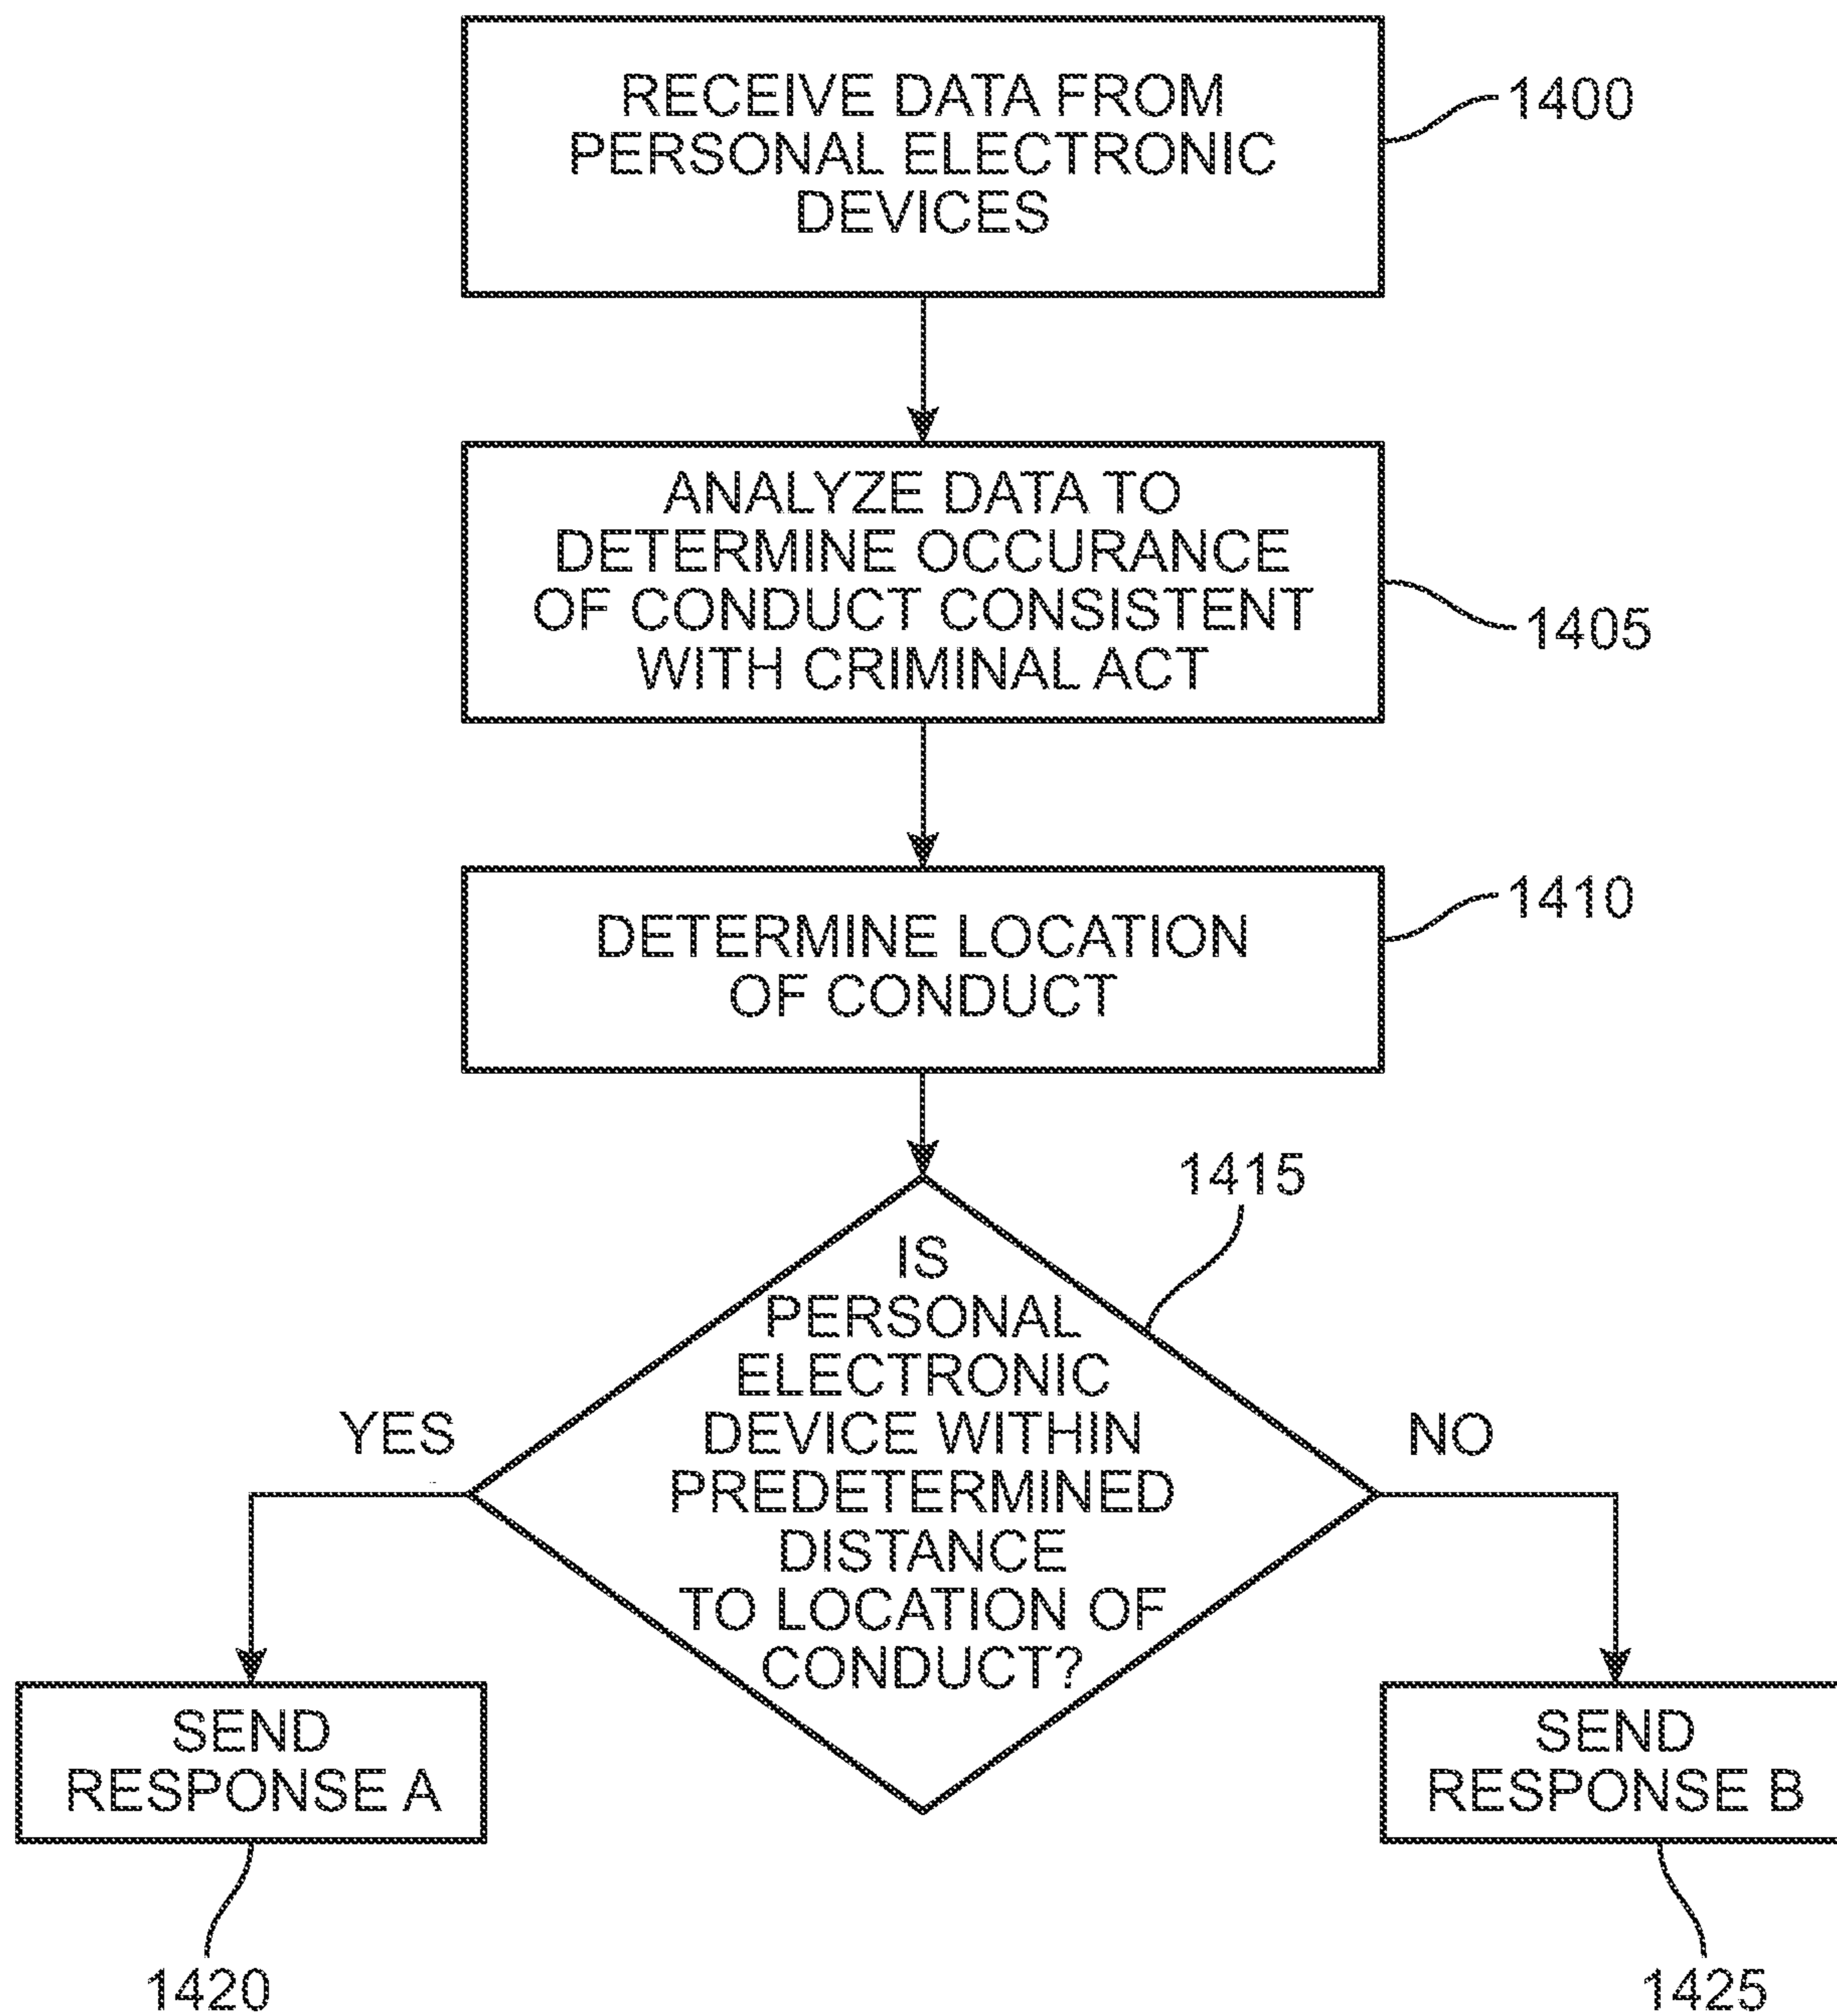 RECEIVE DATA FROM
PERSONAL ELECTRONIC
DEVICES
1400
ANALYZE DATA TO
DETERMINE OCCURANCE
OF CONDUCT CONSISTENT
WITH CRIMINAL ACT
1405
DETERMINE LOCATION
OF CONDUCT
1410
1415
IS
PERSONAL
ELECTRONIC
DEVICE WITHIN
PREDETERMINED
DISTANCE
TO LOCATION OF
CONDUCT?
YES
NO
SEND
RESPONSE A
1420
SEND
RESPONSE B
1425